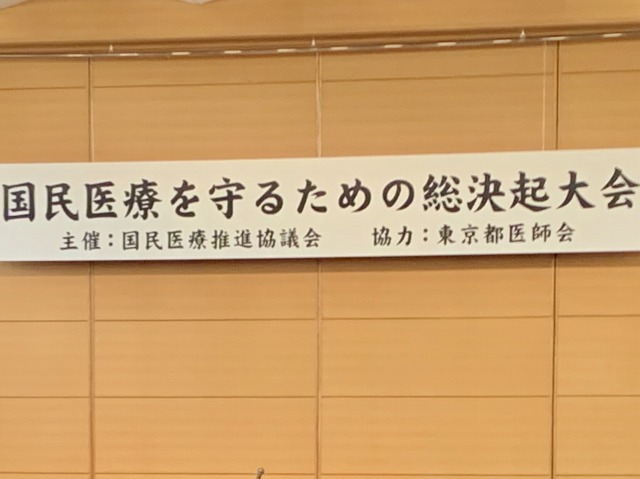 国民医療を守るための総決起大会
主催：国民医療推進協議会　　協力：東京都医師会